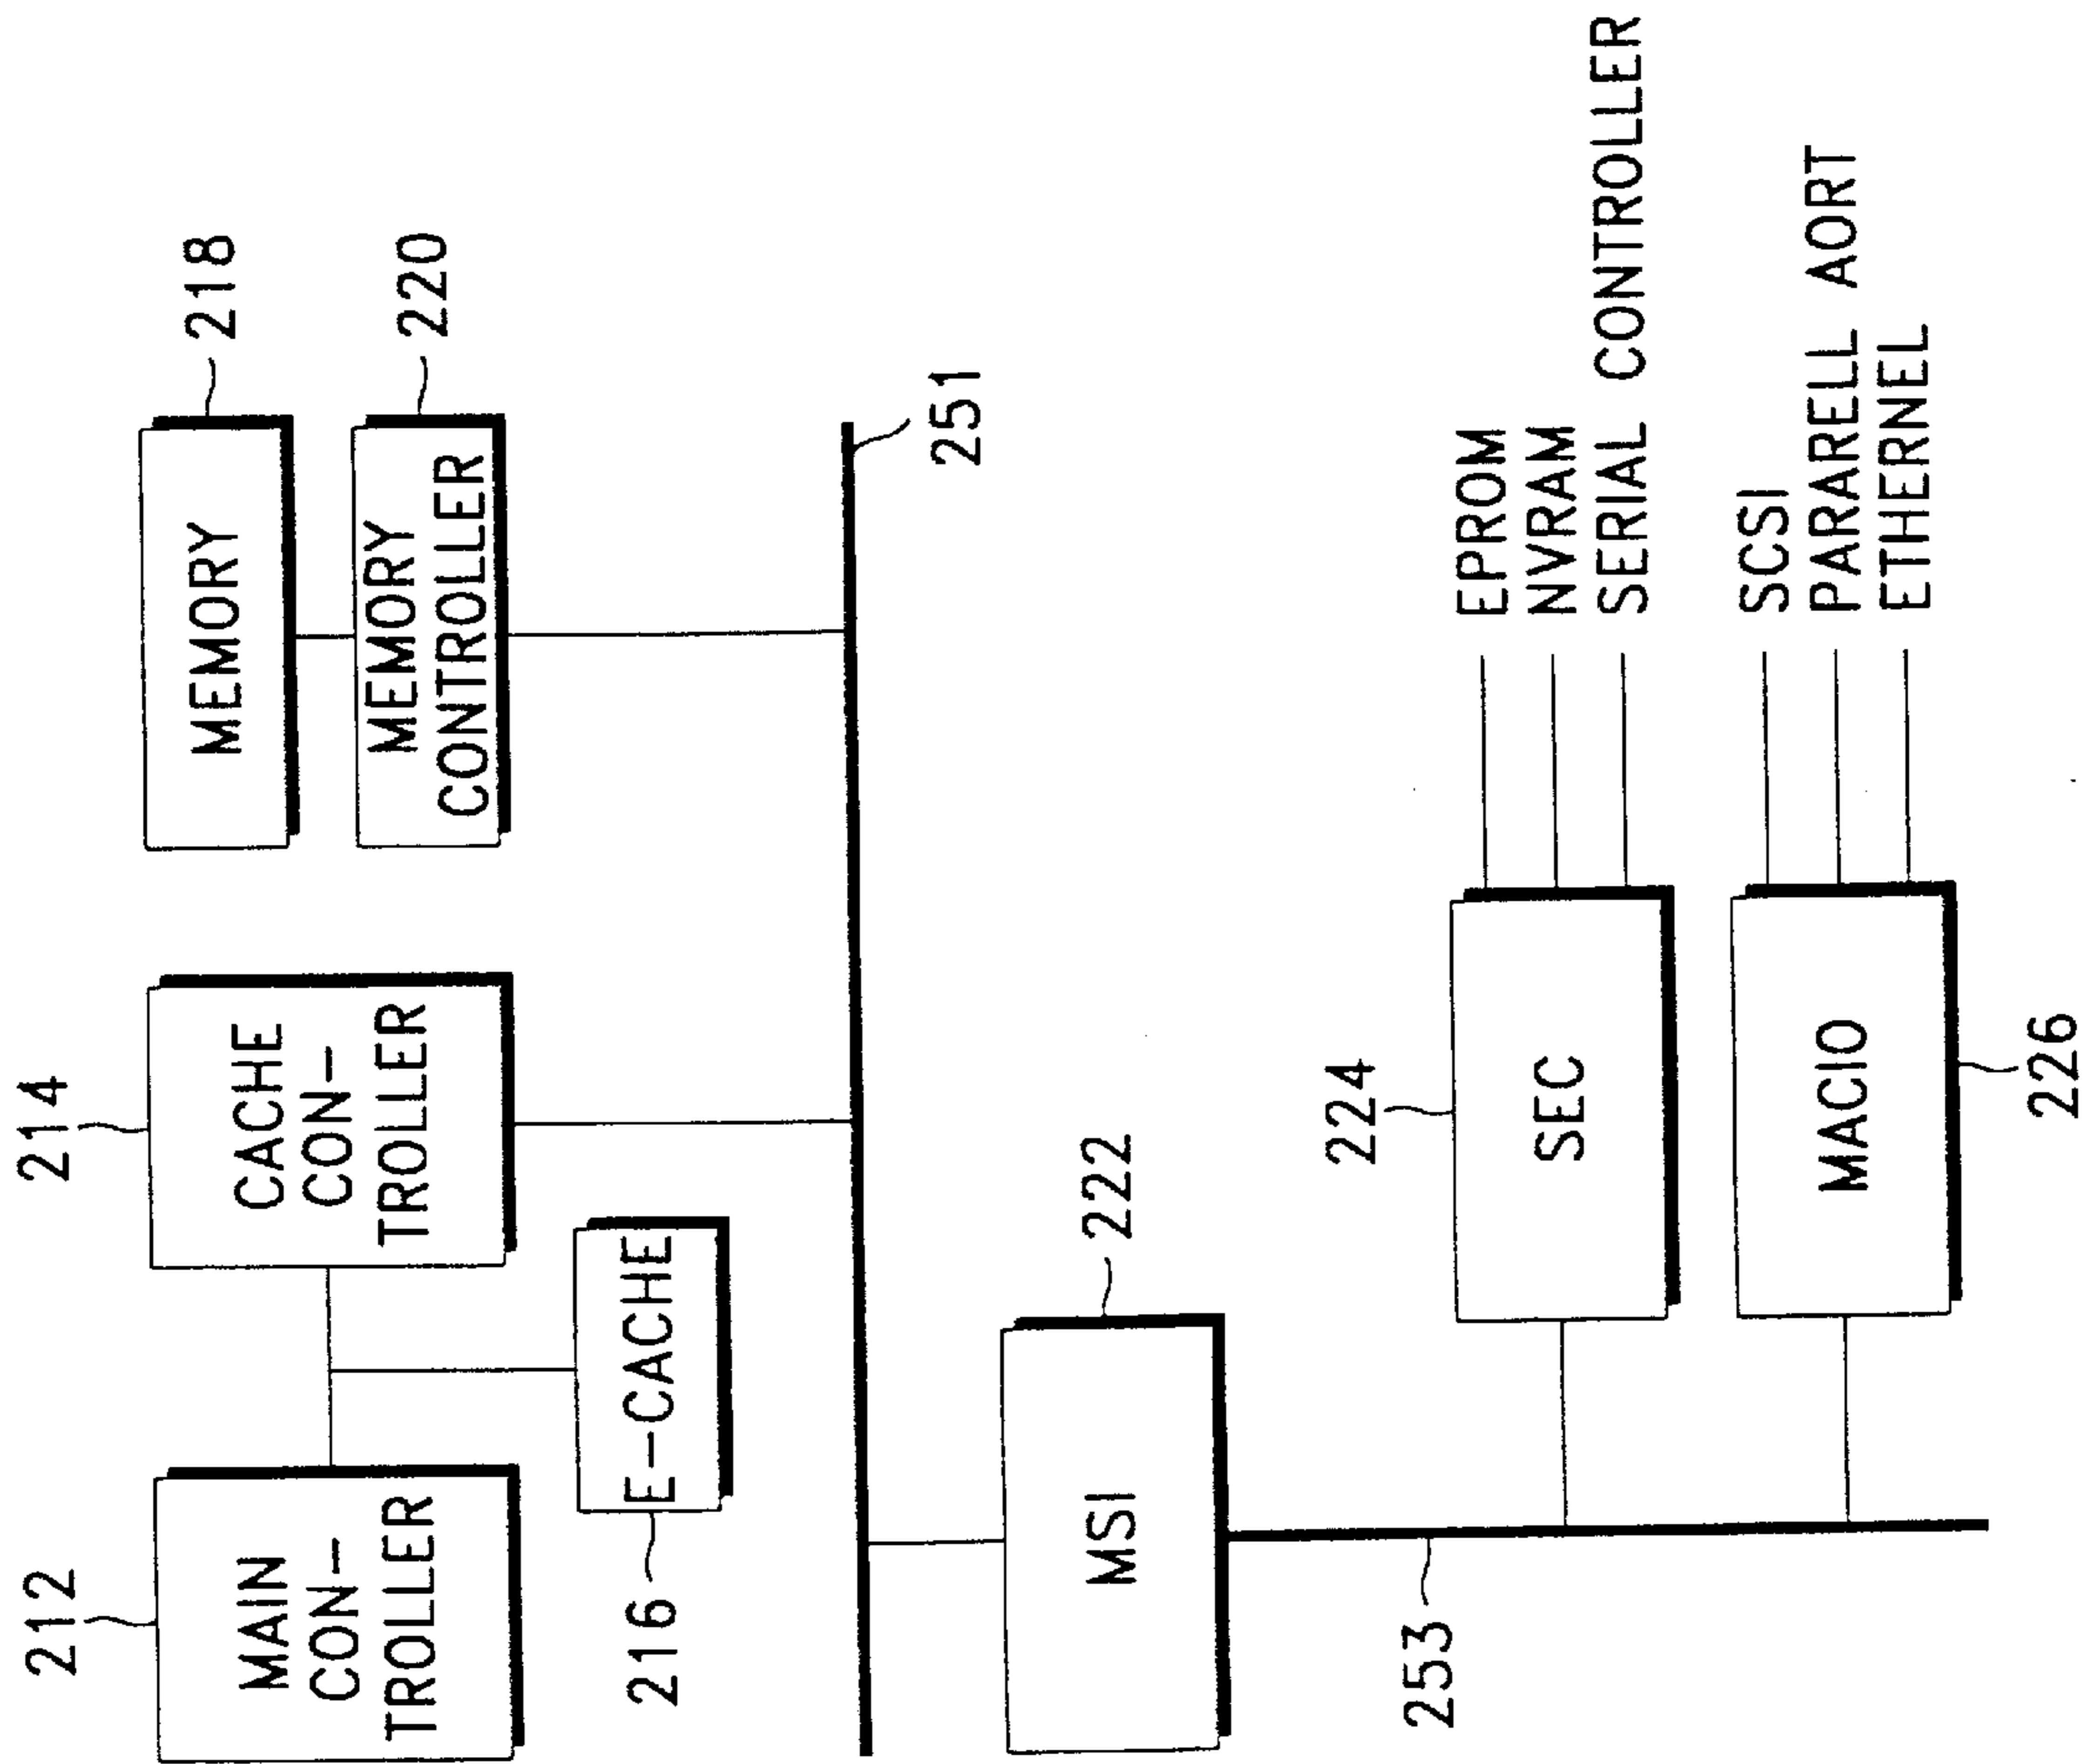 212
MAIN
CON-
TROLLER
214
CACHE
CON-
TROLLER
216
E-CACHE
MEMORY
218
MEMORY
CONTROLLER
220
251
MSI
222
253
224
SEC
EPROM
NVRAM
SERIAL CONTROLLER
MACIO
226
SCSI
PARARELL AORT
ETHERNEL